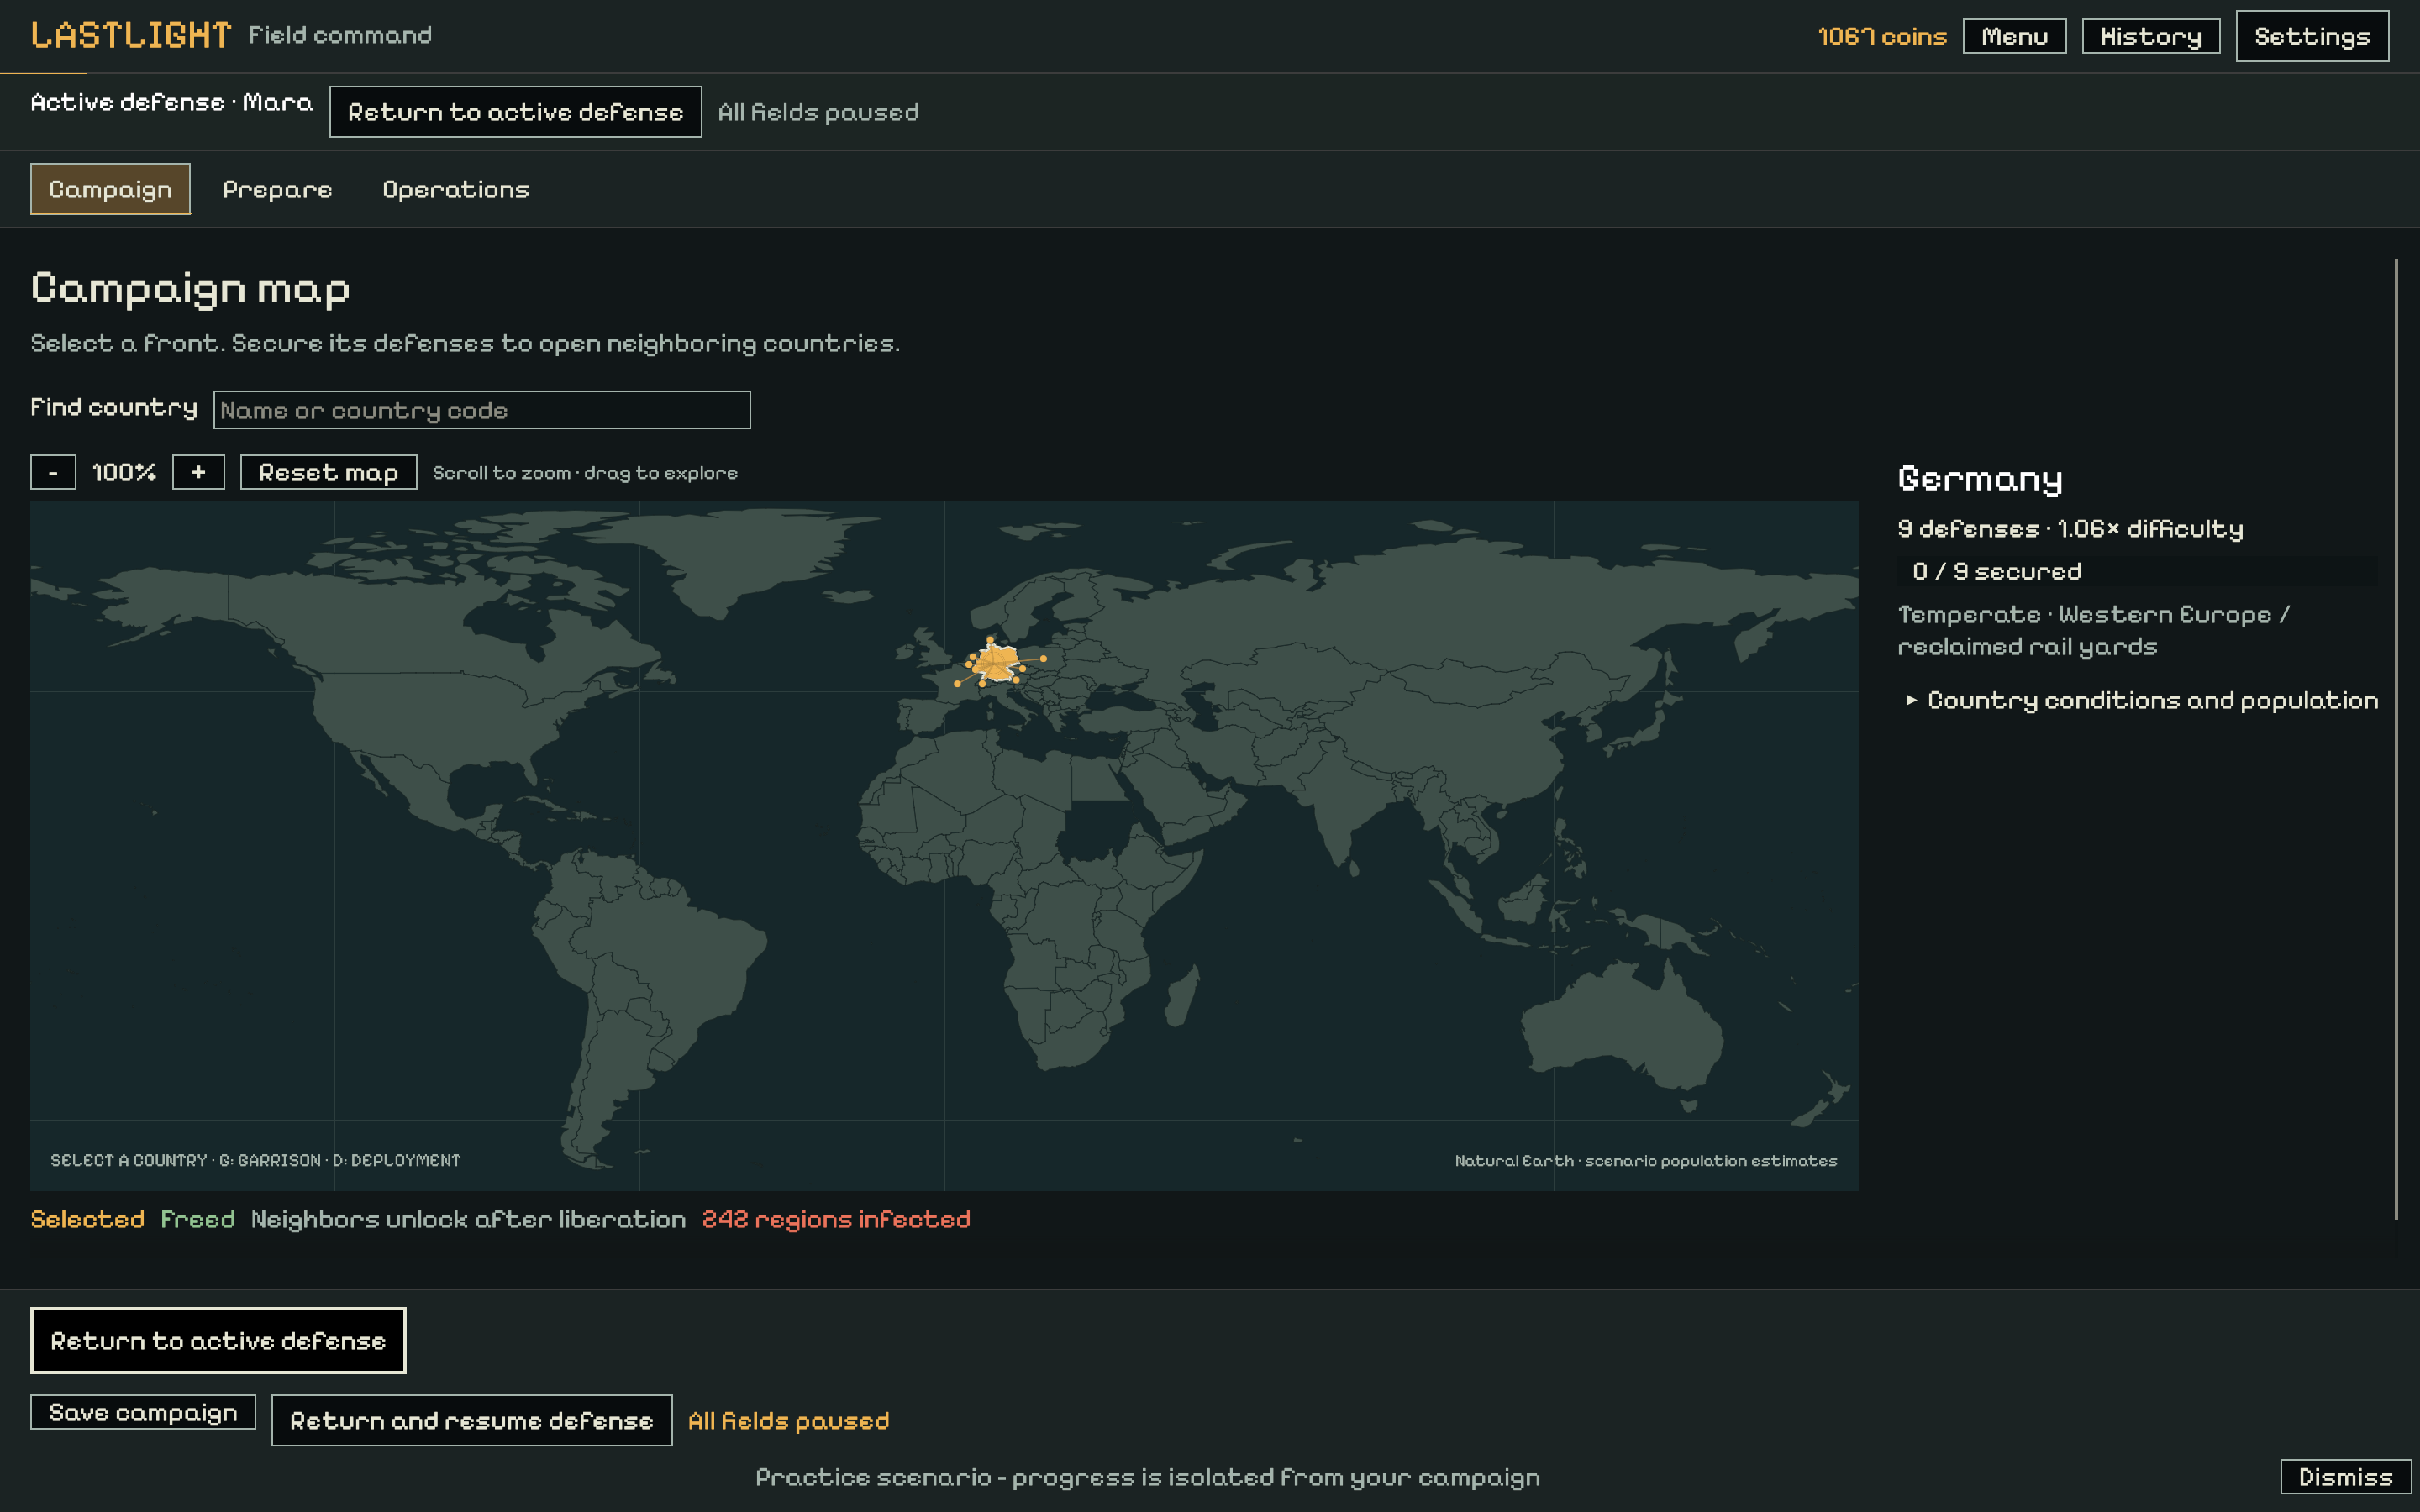 LASTLIGHT Field command 1067 coins Menu History Settings
Active defense · Mara Return to active defense All fields paused
Campaign Prepare Operations
Campaign map
Select a front. Secure its defenses to open neighboring countries.
Find country Name or country code
- 100% + Reset map Scroll to zoom · drag to explore
Germany
9 defenses · 1.06× difficulty
0 / 9 secured
Temperate · Western Europe /
reclaimed rail yards
▸ Country conditions and population
SELECT A COUNTRY · G: GARRISON · D: DEPLOYMENT
Natural Earth · scenario population estimates
Selected Freed Neighbors unlock after liberation 242 regions infected
Return to active defense
Save campaign Return and resume defense All fields paused
Practice scenario - progress is isolated from your campaign Dismiss